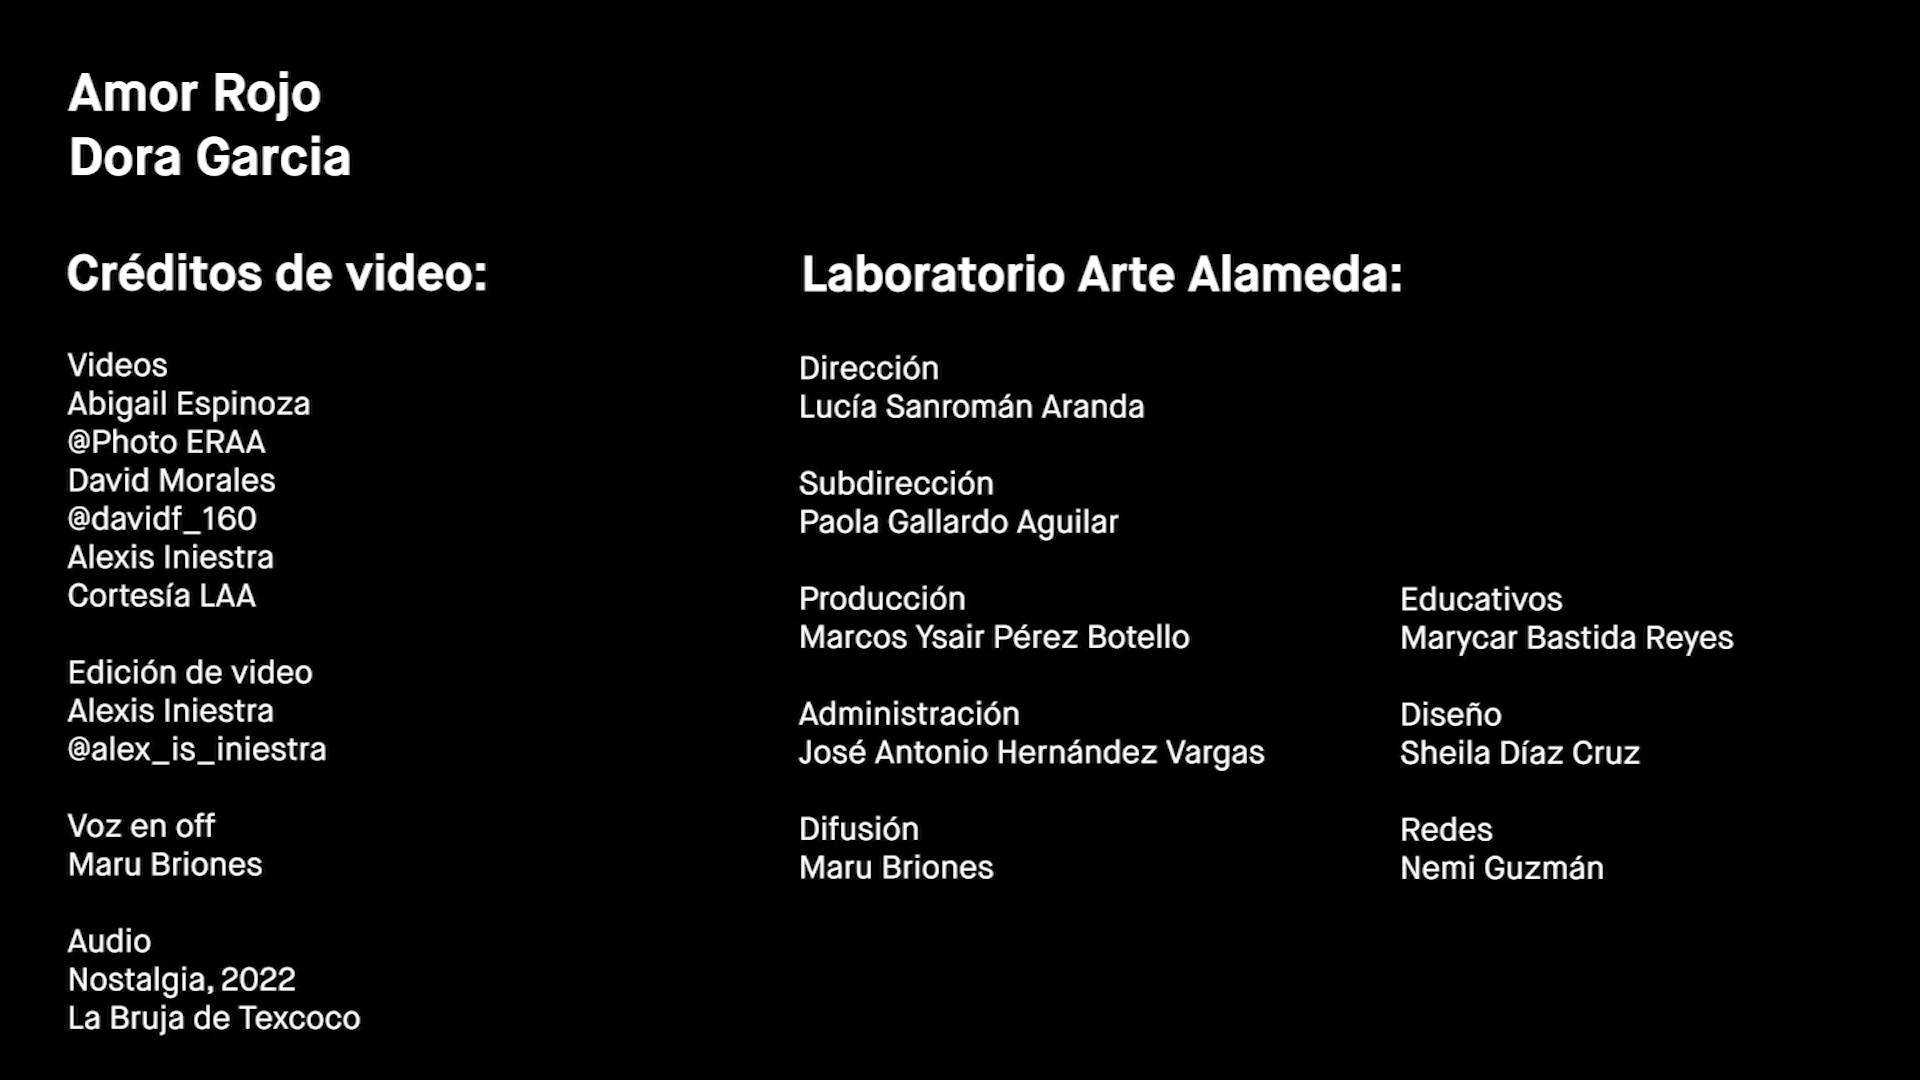 Amor Rojo
Dora Garcia
Créditos de video:
Videos
Abigail Espinoza
@Photo ERAA
David Morales
@davidf_160
Alexis Iniestra
Cortesía LAA
Edición de video
Alexis Iniestra
@alex_is_iniestra
Voz en off
Maru Briones
Audio
Nostalgia, 2022
La Bruja de Texcoco
Laboratorio Arte Alameda:
Dirección
Lucía Sanromán Aranda
Subdirección
Paola Gallardo Aguilar
Producción
Marcos Ysair Pérez Botello
Administración
José Antonio Hernández Vargas
Difusión
Maru Briones
Educativos
Marycar Bastida Reyes
Diseño
Sheila Díaz Cruz
Redes
Nemi Guzmán